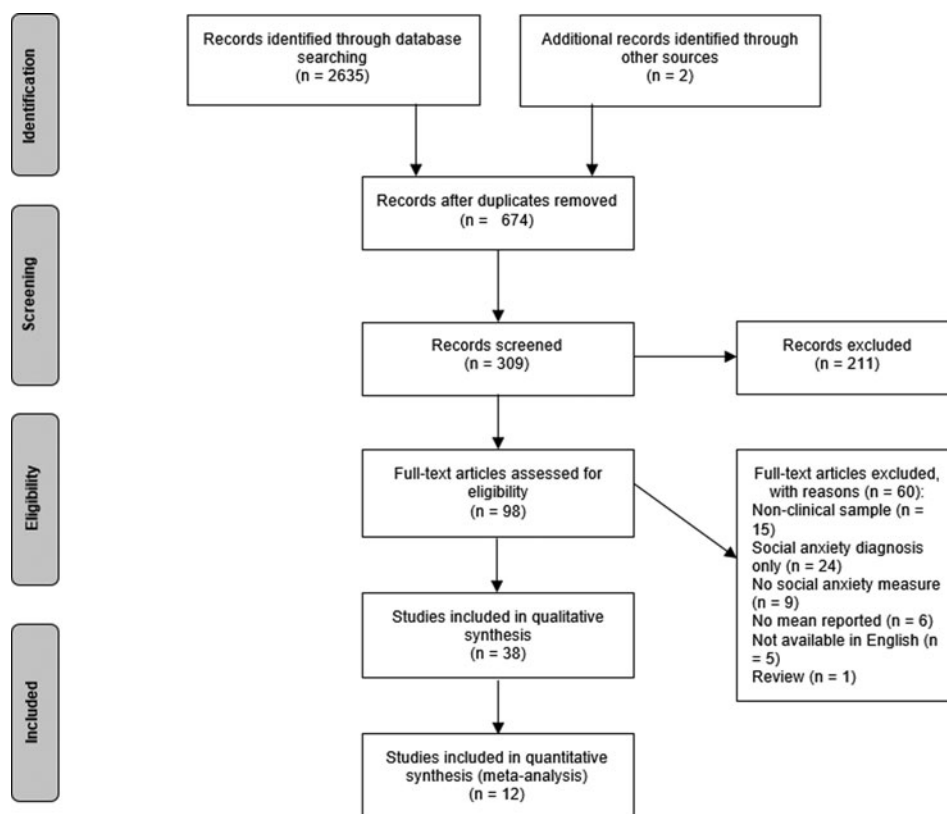 Identification
Records identified through database
searching
(n = 2635)
Additional records identified through
other sources
(n = 2)
Screening
Records after duplicates removed
(n = 674)
Records screened
(n = 309)
Records excluded
(n = 211)
Eligibility
Full-text articles assessed for
eligibility
(n = 98)
Full-text articles excluded,
with reasons (n = 60):
Non-clinical sample (n =
15)
Social anxiety diagnosis
only (n = 24)
No social anxiety measure
(n = 9)
No mean reported (n = 6)
Not available in English (n
= 5)
Review (n = 1)
Included
Studies included in qualitative
synthesis
(n = 38)
Studies included in quantitative
synthesis (meta-analysis)
(n = 12)